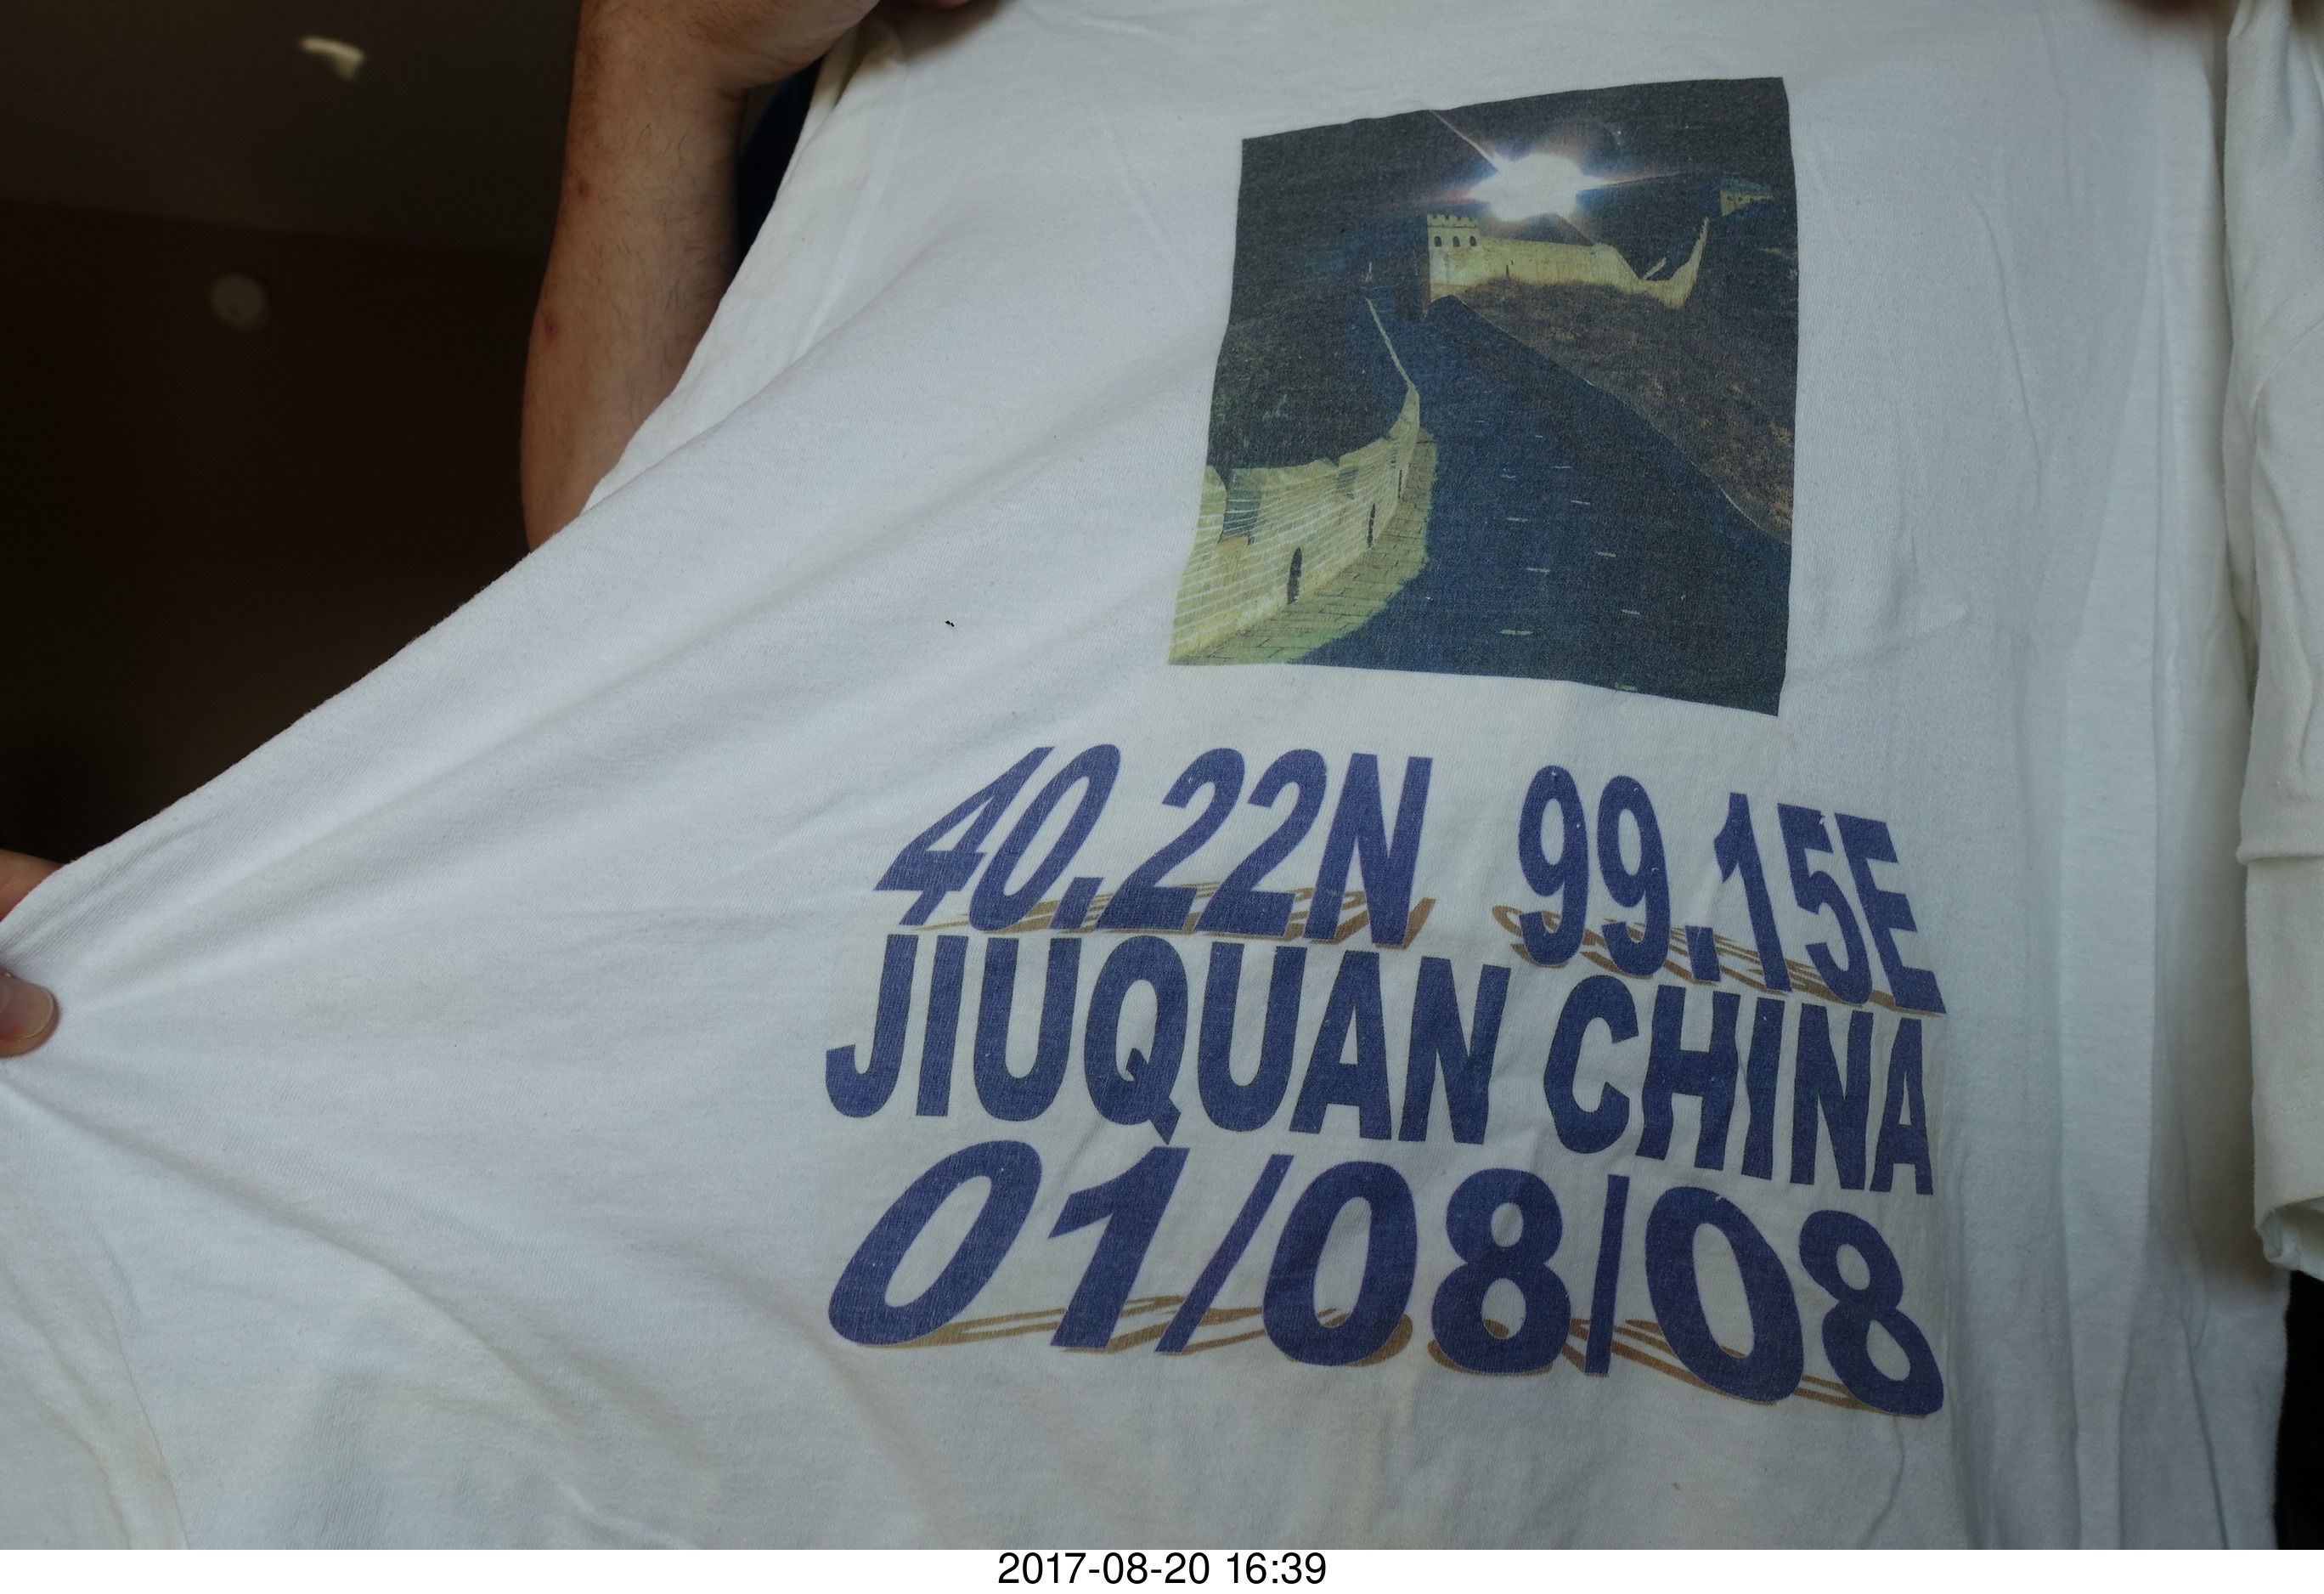 40.22N 99.15E
JIUQUAN CHINA
01/08/08
2017-08-20 16:39